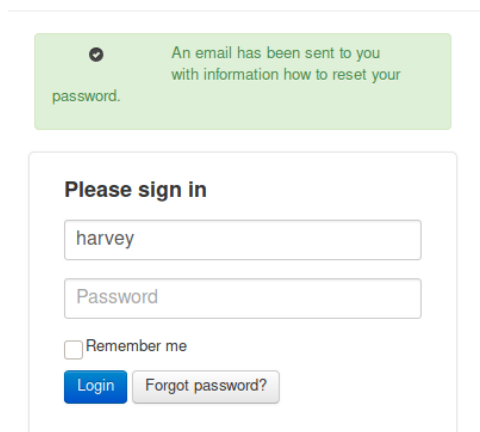 An email has been sent to you
with information how to reset your
password.
Please sign in
harvey
Password
Remember me
Login Forgot password?